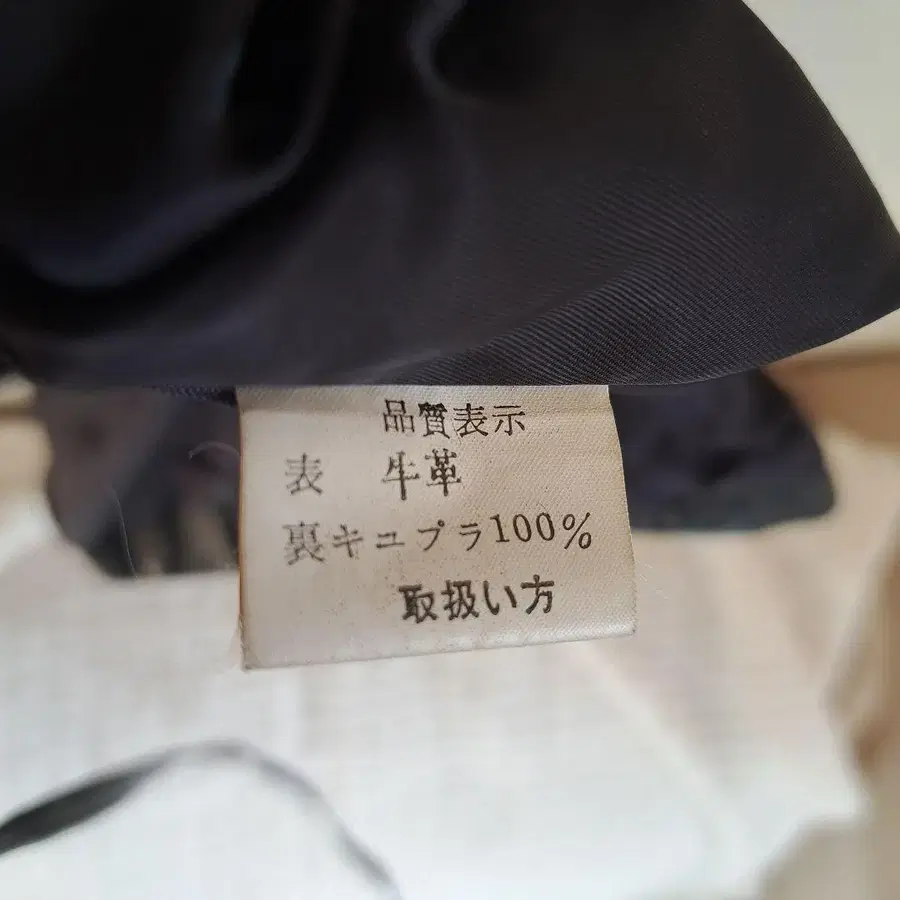 品質表示
表 牛革
裏キュプラ100%
取扱い方